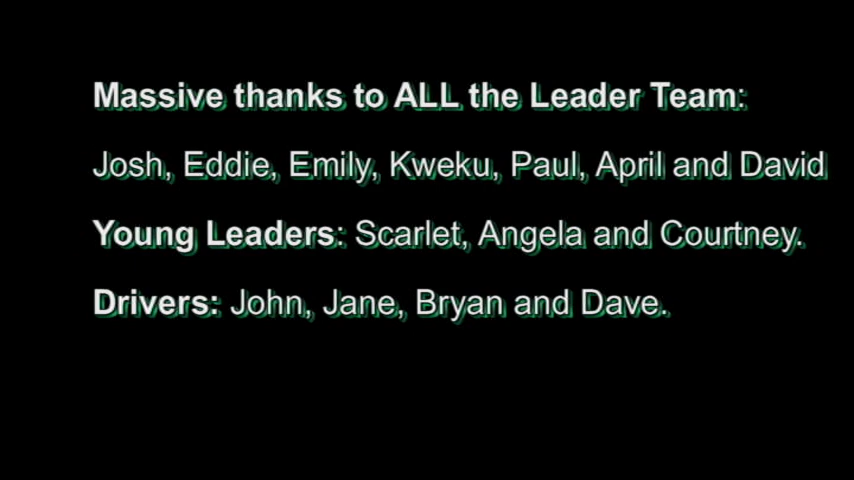 Massive thanks to ALL the Leader Team:
Josh, Eddie, Emily, Kweku, Paul, April and David
Young Leaders: Scarlet, Angela and Courtney.
Drivers: John, Jane, Bryan and Dave.